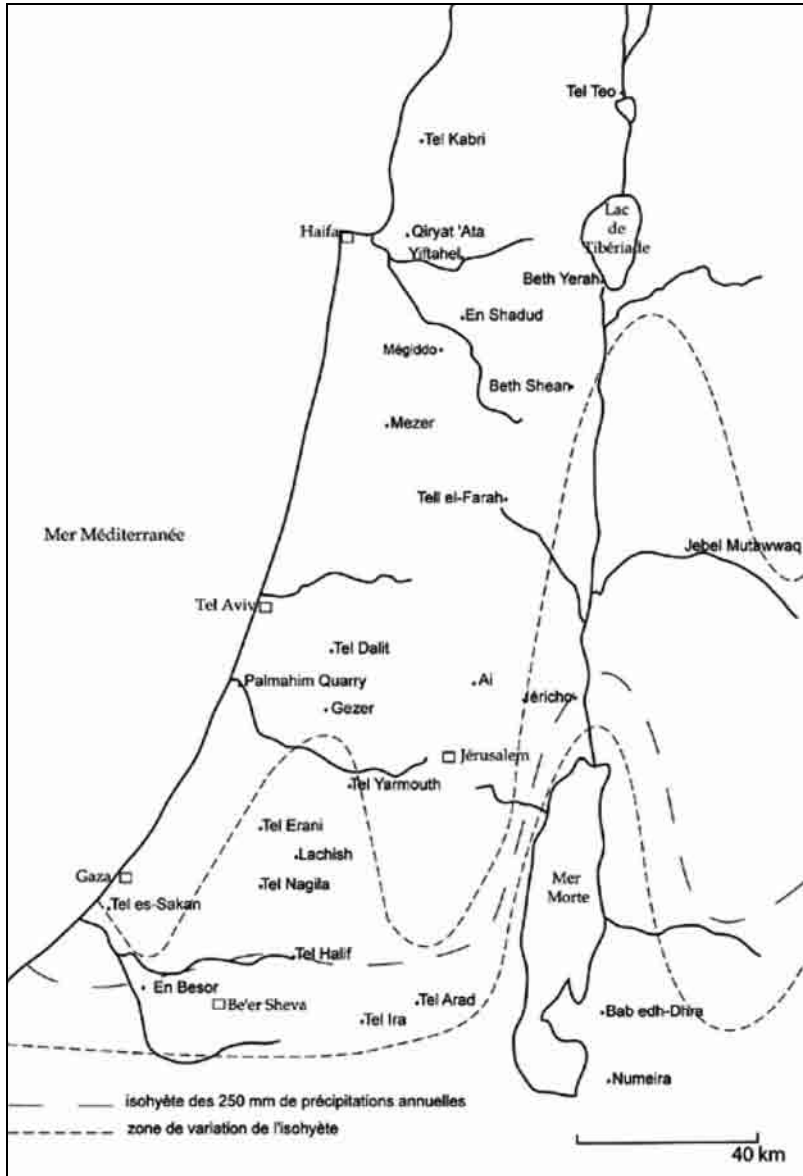 Tel Teo
Tel Kabri
Haifa
Qiryat 'Ata
Yiftahel
Lac
de
Tibériade
Beth Yerah
En Shadud
Mégiddo
Beth Shean
Mezer
Tell el-Farah
Mer Méditerranée
Jebel Mutawwaq
Tel Aviv
Tel Dalit
Palmahim Quarry
Ai
Jéricho
Gezer
Jérusalem
Tel Yarmouth
Tel Erani
Lachish
Gaza
Tel Nagila
Mer
Morte
Tel es-Sakan
Tel Halif
En Besor
Be'er Sheva
Tel Arad
Tel Ira
Bab edh-Dhra
Numeira
isohyète des 250 mm de précipitations annuelles
zone de variation de l'isohyète
40 km